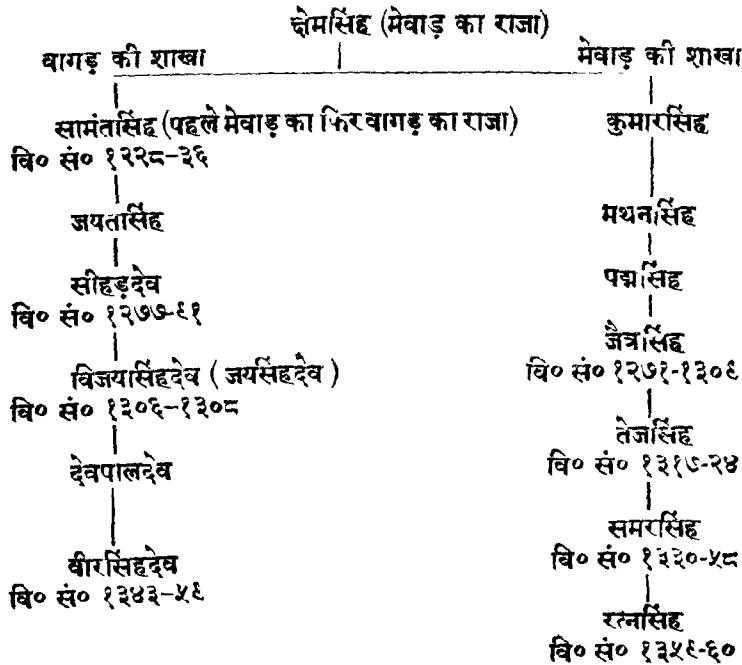 क्षेमसिंह (मेवाड़ का राजा)
वागड़ की शाखा
मेवाड़ की शाखा
सामंतसिंह (पहले मेवाड़ का फिर वागड़ का राजा)
वि० सं० १२२८-३६
कुमारसिंह
जयतसिंह
मथनसिंह
सीहड़देव
वि० सं० १२७७-९१
पद्मसिंह
जैत्रसिंह
वि० सं० १२७१-१३०९
विजयसिंहदेव (जयसिंहदेव)
वि० सं० १३०६-१३०८
तेजसिंह
वि० सं० १३१७-२४
देवपालदेव
समरसिंह
वि० सं० १३३०-५८
वीरसिंहदेव
वि० सं० १३४३-५९
रत्नसिंह
वि० सं० १३५९-६०